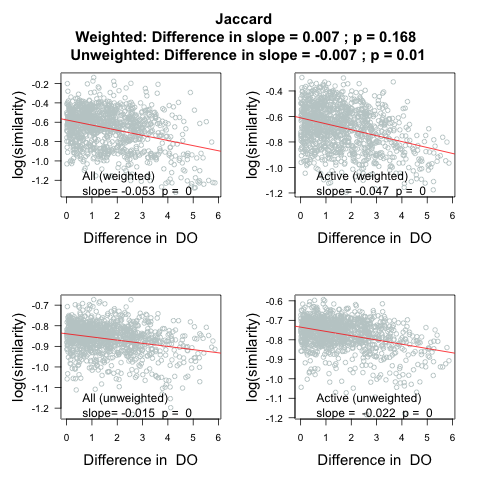 Jaccard
Weighted: Difference in slope = 0.007 ; p = 0.168
Unweighted: Difference in slope = -0.007 ; p = 0.01
log(similarity)
-0.2
-0.4
-0.6
-0.8
-1.0
-1.2
All (weighted)
slope= -0.053 p = 0
0 1 2 3 4 5 6
Difference in DO
log(similarity)
-0.4
-0.6
-0.8
-1.0
-1.2
Active (weighted)
slope= -0.047 p = 0
0 1 2 3 4 5 6
Difference in DO
log(similarity)
-0.7
-0.8
-0.9
-1.0
-1.1
-1.2
All (unweighted)
slope= -0.015 p = 0
0 1 2 3 4 5 6
Difference in DO
log(similarity)
-0.6
-0.7
-0.8
-0.9
-1.0
-1.1
-1.2
Active (unweighted)
slope = -0.022 p = 0
0 1 2 3 4 5 6
Difference in DO